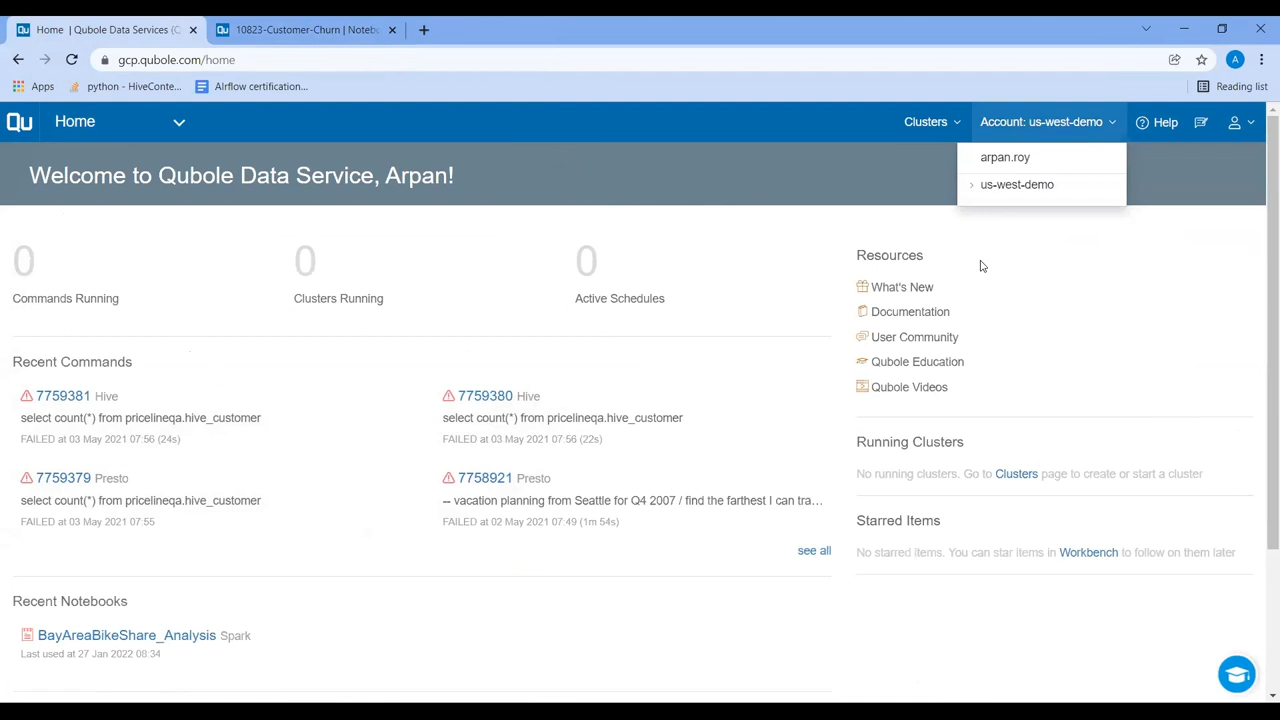 Home | Qubole Data Services (Q
10823-Customer-Churn | Notebo
gcp.qubole.com/home
A
Apps
python - HiveConte...
Airflow certification...
Reading list
Qu
Home
Clusters
Account: us-west-demo
Help
arpan.roy
us-west-demo
Welcome to Qubole Data Service, Arpan!
0
Commands Running
0
Clusters Running
0
Active Schedules
Recent Commands
7759381 Hive
select count(*) from pricelineqa.hive_customer
FAILED at 03 May 2021 07:56 (24s)
7759380 Hive
select count(*) from pricelineqa.hive_customer
FAILED at 03 May 2021 07:56 (22s)
7759379 Presto
select count(*) from pricelineqa.hive_customer
FAILED at 03 May 2021 07:55
7758921 Presto
-- vacation planning from Seattle for Q4 2007 / find the farthest I can tra...
FAILED at 02 May 2021 07:49 (1m 54s)
see all
Recent Notebooks
BayAreaBikeShare_Analysis Spark
Last used at 27 Jan 2022 08:34
Resources
What's New
Documentation
User Community
Qubole Education
Qubole Videos
Running Clusters
No running clusters. Go to Clusters page to create or start a cluster
Starred Items
No starred items. You can star items in Workbench to follow on them later